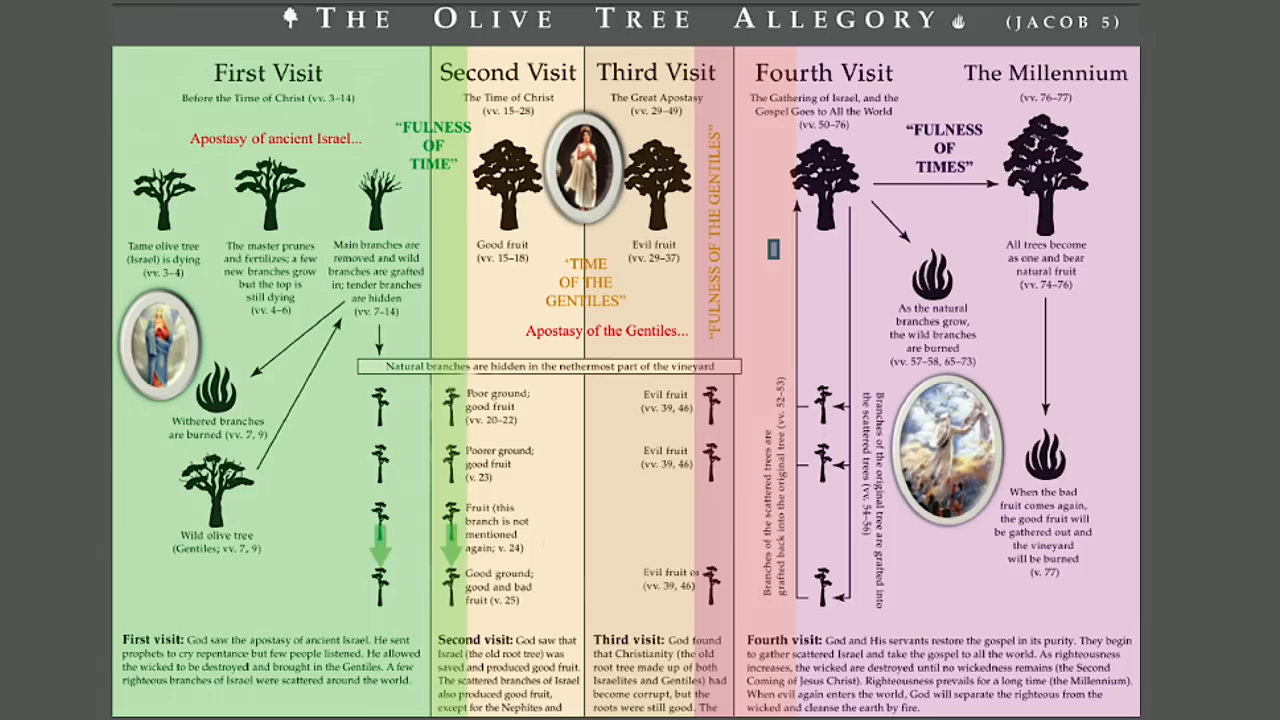 THE OLIVE TREE ALLEGORY (JACOB 5)
First Visit
Before the Time of Christ (vv. 3–14)
Apostasy of ancient Israel...
Tame olive tree
(Israel) is dying
(vv. 3–4)
The master prunes
and fertilizes; a few
new branches grow
but the top is
still dying
(vv. 4–6)
Main branches are
removed and wild
branches are grafted
in; tender branches
are hidden
(vv. 7–14)
Withered branches
are burned (vv. 7, 9)
Wild olive tree
(Gentiles; vv. 7, 9)
First visit: God saw the apostasy of ancient Israel. He sent
prophets to cry repentance but few people listened. He allowed
the wicked to be destroyed and brought in the Gentiles. A few
righteous branches of Israel were scattered around the world.
“FULNESS
OF
TIME”
Second Visit
The Time of Christ
(vv. 15–28)
Good fruit
(vv. 15–18)
‘TIME
OF THE
GENTILES”
Apostasy of the Gentiles...
Natural branches are hidden in the nethermost part of the vineyard
Poor ground;
good fruit
(vv. 20–22)
Poorer ground;
good fruit
(v. 23)
Fruit (this
branch is not
mentioned
again; v. 24)
Good ground;
good and bad
fruit (v. 25)
Second visit: God saw that
Israel (the old root tree) was
saved and produced good fruit.
The scattered branches of Israel
also produced good fruit,
except for the Nephites and
Third Visit
The Great Apostasy
(vv. 29–49)
Evil fruit
(vv. 29–37)
“FULNESS OF THE GENTILES”
Evil fruit
(vv. 39, 46)
Evil fruit
(vv. 39, 46)
Evil fruit or
(vv. 39, 46)
Third visit: God found
that Christianity (the old
root tree made up of both
Israelites and Gentiles) had
become corrupt, but the
roots were still good. The
Fourth Visit
The Gathering of Israel, and the
Gospel Goes to All the World
(vv. 50–76)
“FULNESS
OF
TIMES”
Branches of the scattered trees are
grafted back into the original tree (vv. 52–53)
Branches of the original tree are grafted into
the scattered trees (vv. 54–56)
As the natural
branches grow,
the wild branches
are burned
(vv. 57–58, 65–73)
The Millennium
(vv. 76–77)
All trees become
as one and bear
natural fruit
(vv. 74–76)
When the bad
fruit comes again,
the good fruit will
be gathered out and
the vineyard
will be burned
(v. 77)
Fourth visit: God and His servants restore the gospel in its purity. They begin
to gather scattered Israel and take the gospel to all the world. As righteousness
increases, the wicked are destroyed until no wickedness remains (the Second
Coming of Jesus Christ). Righteousness prevails for a long time (the Millennium).
When evil again enters the world, God will separate the righteous from the
wicked and cleanse the earth by fire.